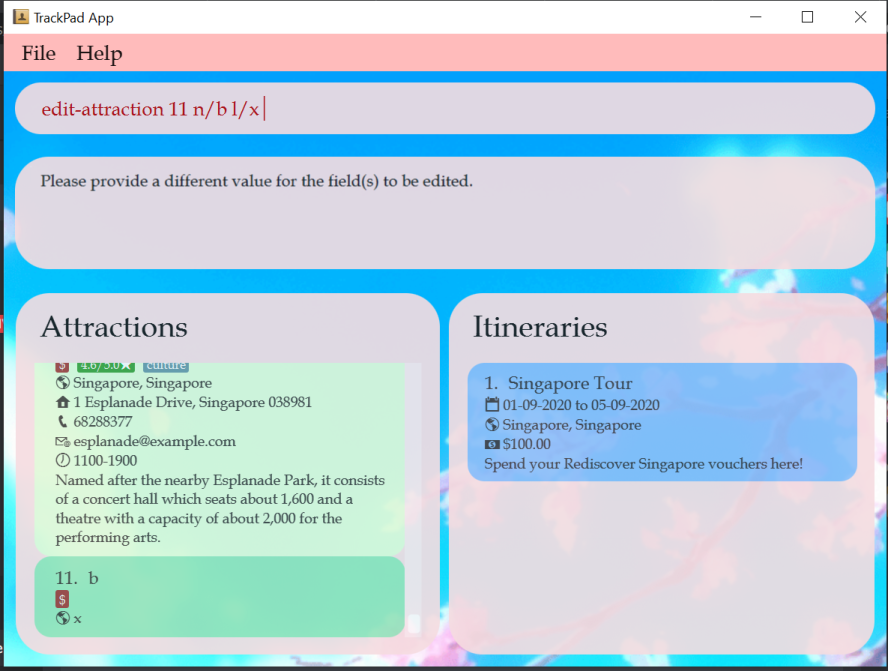 TrackPad App
File Help
edit-attraction 11 n/b l/x
Please provide a different value for the field(s) to be edited.
Attractions
$ 4.6/5.0★ culture
Singapore, Singapore
1 Esplanade Drive, Singapore 038981
68288377
esplanade@example.com
1100-1900
Named after the nearby Esplanade Park, it consists
of a concert hall which seats about 1,600 and a
theatre with a capacity of about 2,000 for the
performing arts.
11. b
$
x
Itineraries
1. Singapore Tour
01-09-2020 to 05-09-2020
Singapore, Singapore
$100.00
Spend your Rediscover Singapore vouchers here!